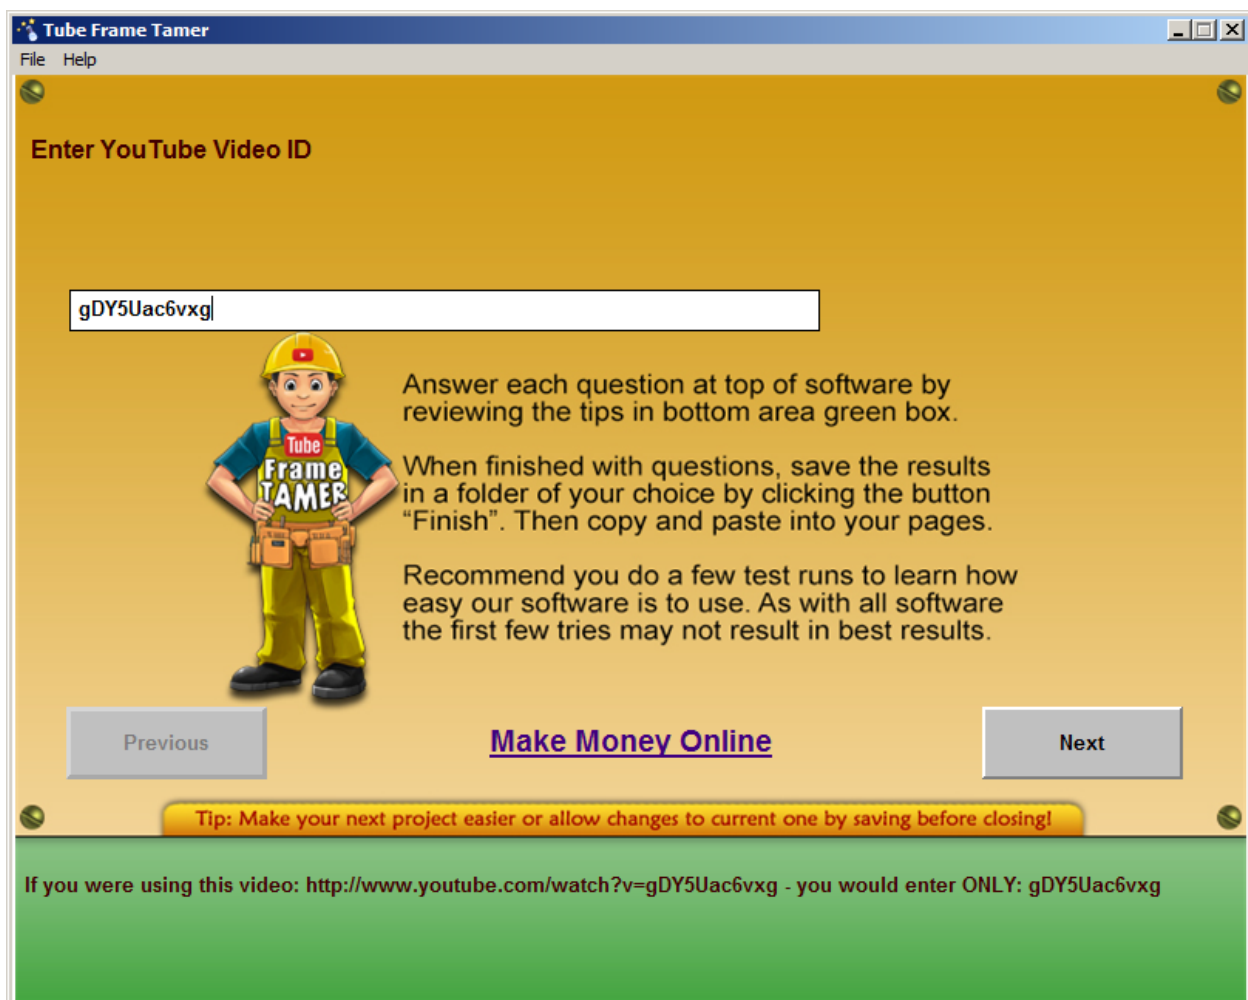 Tube Frame Tamer
File Help
Enter YouTube Video ID
gDY5Uac6vxg
Answer each question at top of software by
reviewing the tips in bottom area green box.
When finished with questions, save the results
in a folder of your choice by clicking the button
“Finish”. Then copy and paste into your pages.
Recommend you do a few test runs to learn how
easy our software is to use. As with all software
the first few tries may not result in best results.
Tube
Frame
TAMER
Previous
Make Money Online
Next
Tip: Make your next project easier or allow changes to current one by saving before closing!
If you were using this video: http://www.youtube.com/watch?v=gDY5Uac6vxg - you would enter ONLY: gDY5Uac6vxg